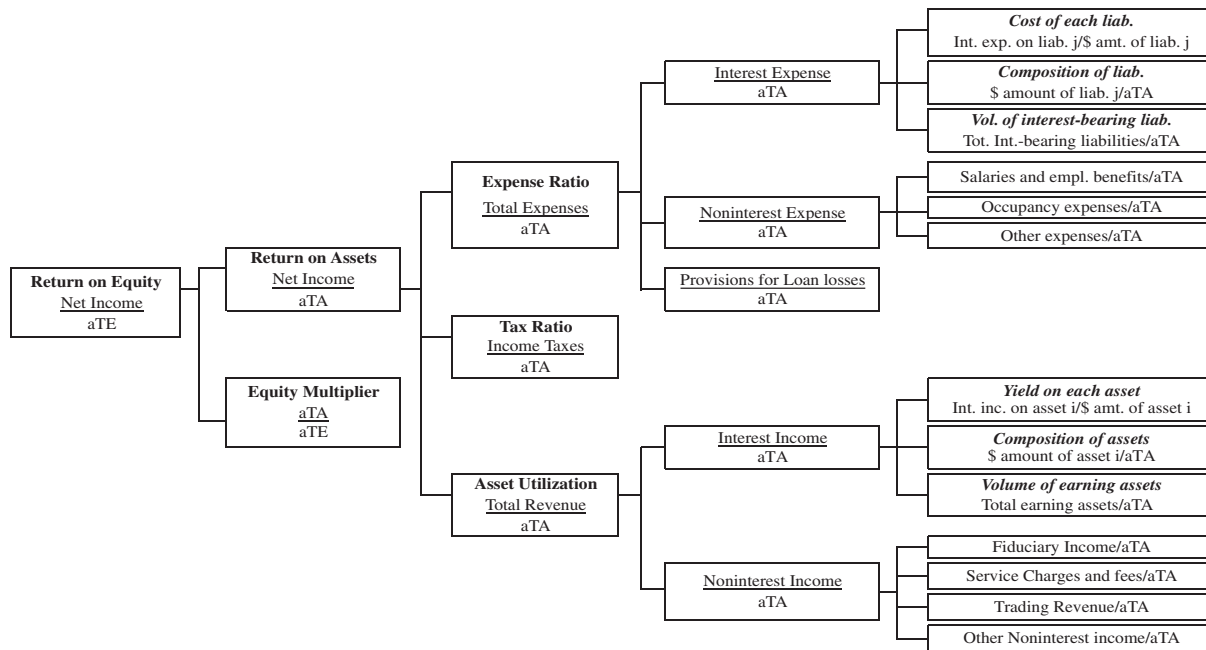 Return on Equity
Net Income
aTE
Return on Assets
Net Income
aTA
Equity Multiplier
aTA
aTE
Expense Ratio
Total Expenses
aTA
Tax Ratio
Income Taxes
aTA
Asset Utilization
Total Revenue
aTA
Interest Expense
aTA
Noninterest Expense
aTA
Provisions for Loan losses
aTA
Interest Income
aTA
Noninterest Income
aTA
Cost of each liab.
Int. exp. on liab. j/$ amt. of liab. j
Composition of liab.
$ amount of liab. j/aTA
Vol. of interest-bearing liab.
Tot. Int.-bearing liabilities/aTA
Salaries and empl. benefits/aTA
Occupancy expenses/aTA
Other expenses/aTA
Yield on each asset
Int. inc. on asset i/$ amt. of asset i
Composition of assets
$ amount of asset i/aTA
Volume of earning assets
Total earning assets/aTA
Fiduciary Income/aTA
Service Charges and fees/aTA
Trading Revenue/aTA
Other Noninterest income/aTA